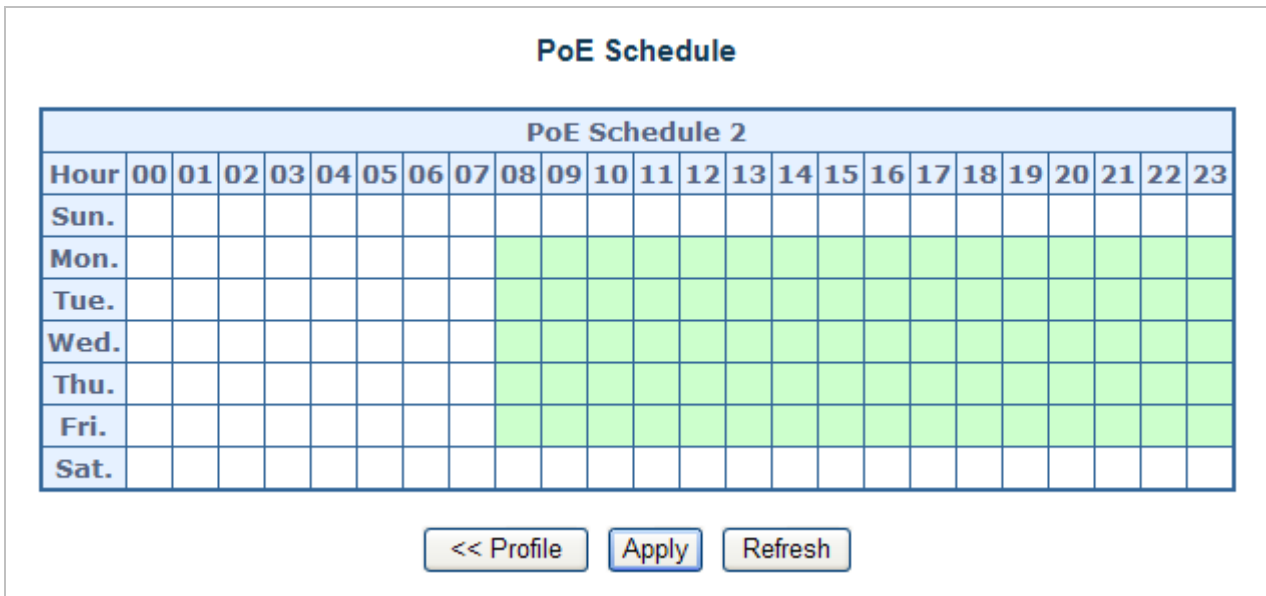 PoE Schedule
PoE Schedule 2
Hour 00 01 02 03 04 05 06 07 08 09 10 11 12 13 14 15 16 17 18 19 20 21 22 23
Sun.
Mon.
Tue.
Wed.
Thu.
Fri.
Sat.
<< Profile Apply Refresh